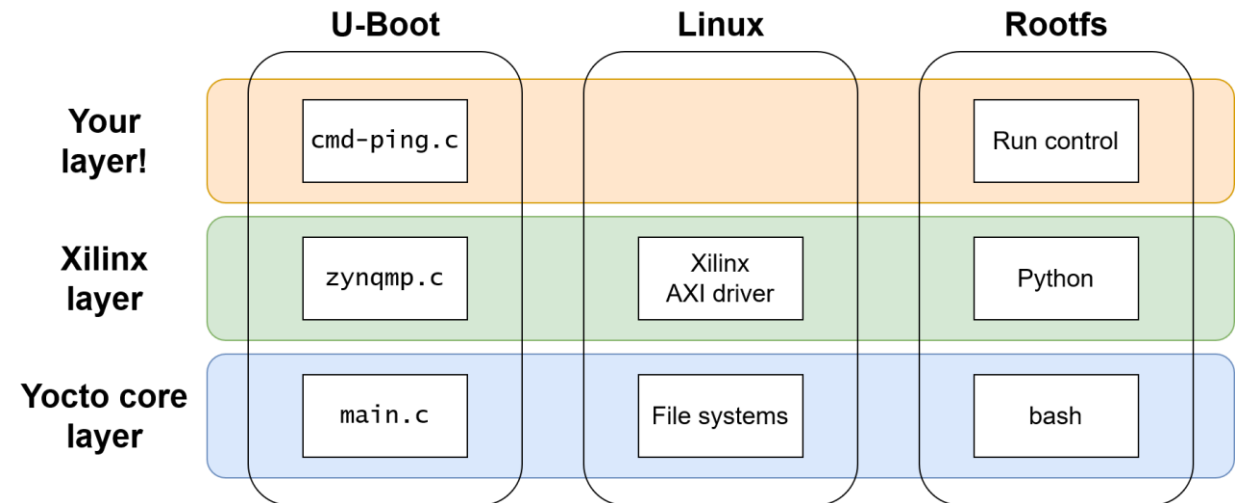 U-Boot
Linux
Rootfs
Your
layer!
cmd-ping.c
Run control
Xilinx
layer
zynqmp.c
Xilinx
AXI driver
Python
Yocto core
layer
main.c
File systems
bash